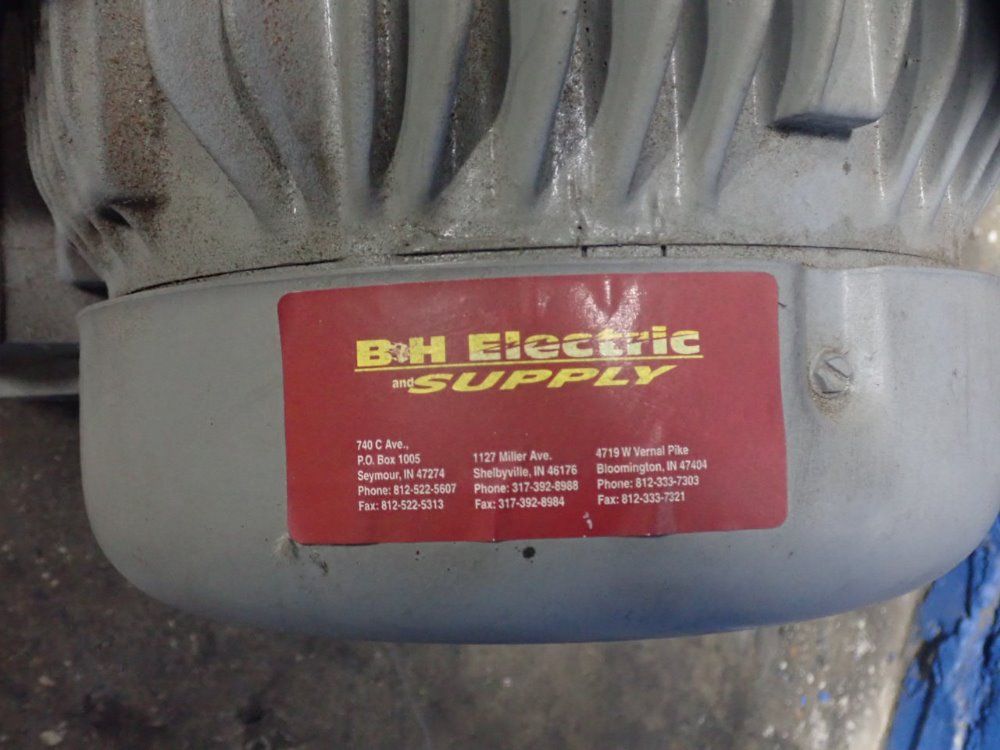 B&H Electric
and SUPPLY
740 C Ave.,
P.O. Box 1005
Seymour, IN 47274
Phone: 812-522-5607
Fax: 812-522-5313
1127 Miller Ave.
Shelbyville, IN 46176
Phone: 317-392-8988
Fax: 317-392-8984
4719 W Vernal Pike
Bloomington, IN 47404
Phone: 812-333-7303
Fax: 812-333-7321